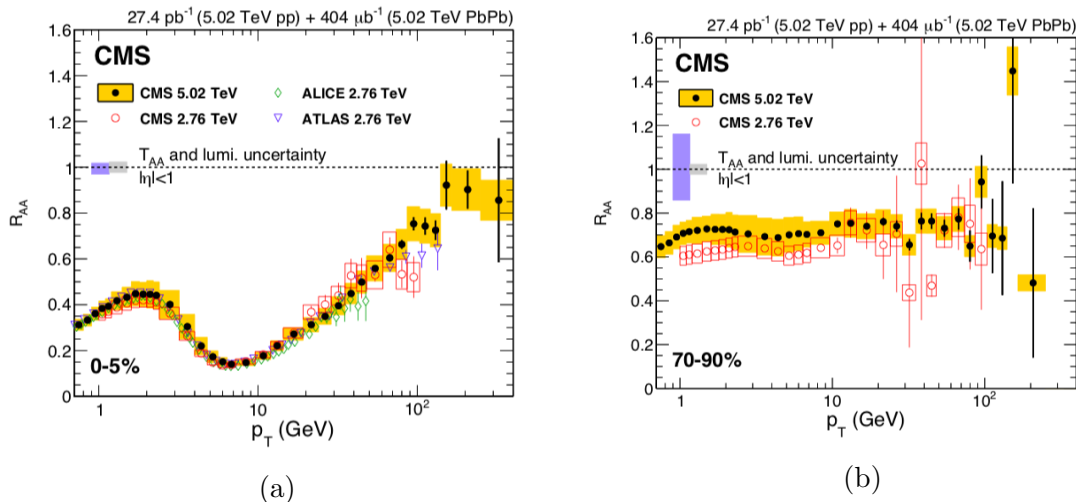 27.4 pb⁻¹ (5.02 TeV pp) + 404 μb⁻¹ (5.02 TeV PbPb)
1.6
1.4
1.2
1
0.8
0.6
0.4
0.2
0
R_AA
CMS
CMS 5.02 TeV
ALICE 2.76 TeV
CMS 2.76 TeV
ATLAS 2.76 TeV
T_AA and lumi. uncertainty
|η|<1
0-5%
1 10 10²
p_T (GeV)
(a)
27.4 pb⁻¹ (5.02 TeV pp) + 404 μb⁻¹ (5.02 TeV PbPb)
1.6
1.4
1.2
1
0.8
0.6
0.4
0.2
0
R_AA
CMS
CMS 5.02 TeV
CMS 2.76 TeV
T_AA and lumi. uncertainty
|η|<1
70-90%
1 10 10²
p_T (GeV)
(b)